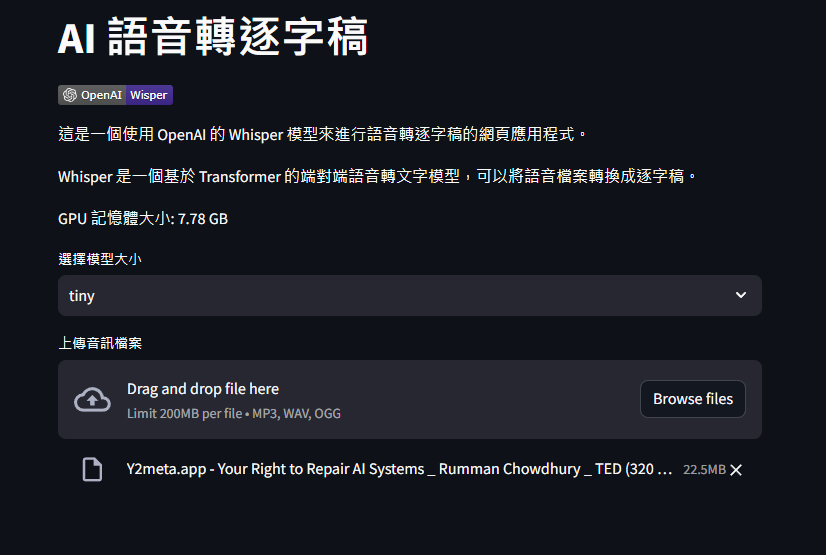 AI 語音轉逐字稿
OpenAI Wisper
這是一個使用 OpenAI 的 Whisper 模型來進行語音轉逐字稿的網頁應用程式。
Whisper 是一個基於 Transformer 的端對端語音轉文字模型，可以將語音檔案轉換成逐字稿。
GPU 記憶體大小: 7.78 GB
選擇模型大小
tiny
上傳音訊檔案
Drag and drop file here
Limit 200MB per file • MP3, WAV, OGG
Browse files
Y2meta.app - Your Right to Repair AI Systems _ Rumman Chowdhury _ TED (320 … 22.5MB